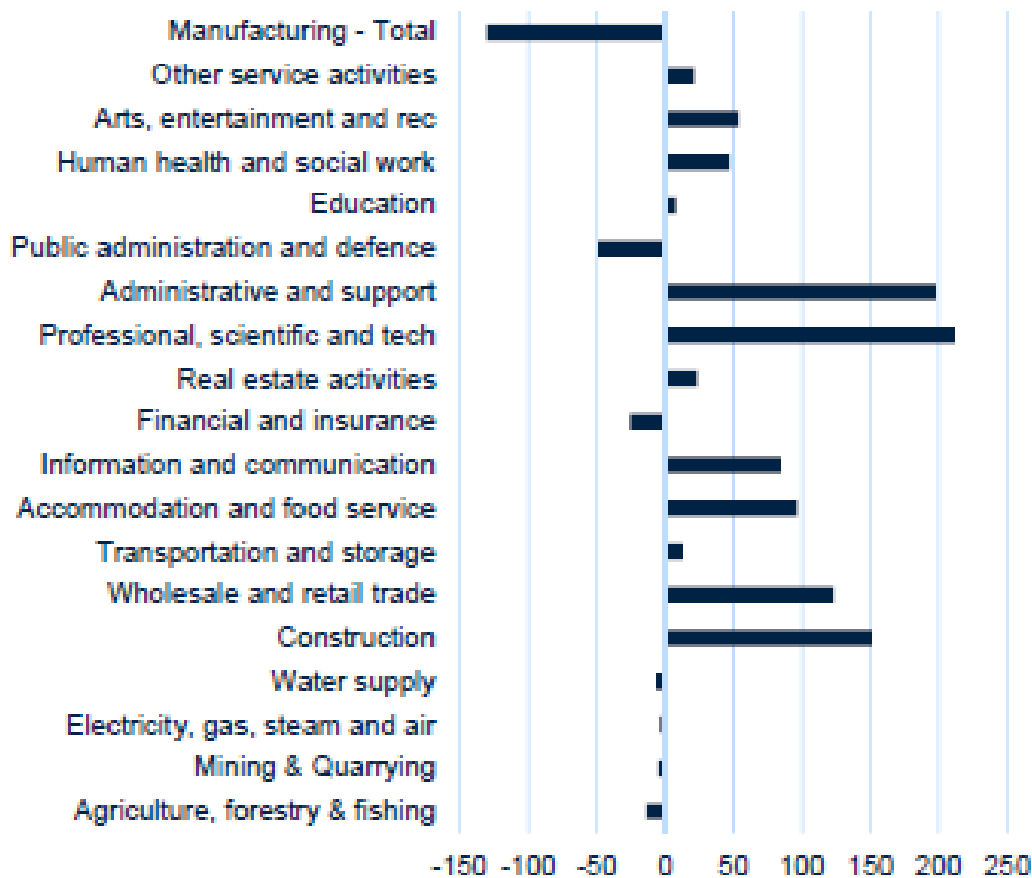 Manufacturing - Total
Other service activities
Arts, entertainment and rec
Human health and social work
Education
Public administration and defence
Administrative and support
Professional, scientific and tech
Real estate activities
Financial and insurance
Information and communication
Accommodation and food service
Transportation and storage
Wholesale and retail trade
Construction
Water supply
Electricity, gas, steam and air
Mining & Quarrying
Agriculture, forestry & fishing
-150 -100 -50 0 50 100 150 200 250